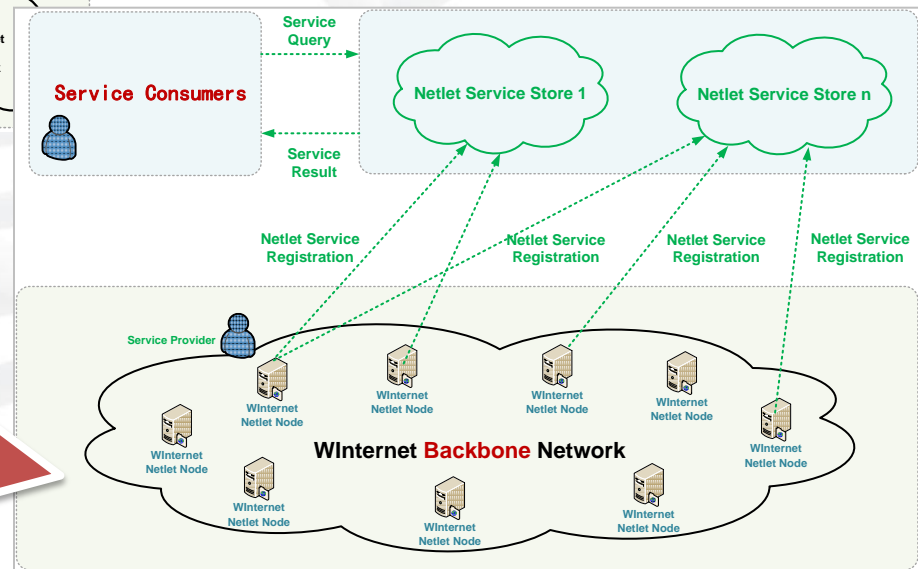 t
Service
Query
Service Consumers
Netlet Service Store 1
Netlet Service Store n
Service
Result
Netlet Service
Registration
Netlet Service
Registration
Netlet Service
Registration
Netlet Service
Registration
Service Provider
WInternet
Netlet Node
WInternet
Netlet Node
WInternet
Netlet Node
WInternet
Netlet Node
WInternet
Netlet Node
WInternet
Netlet Node
WInternet Backbone Network
WInternet
Netlet Node
WInternet
Netlet Node
WInternet
Netlet Node